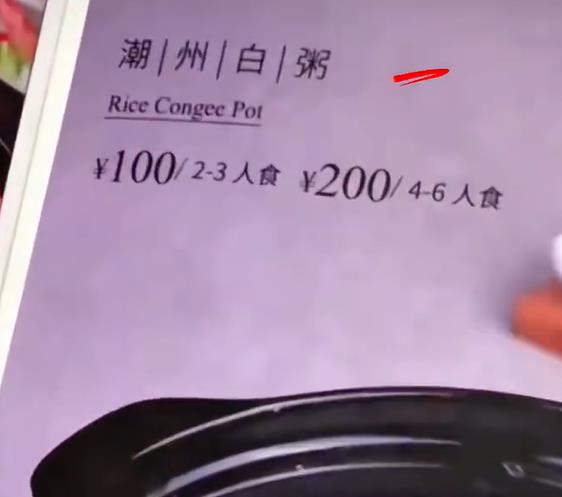 潮|州|白|粥
Rice Congee Pot
¥100/ 2-3 人食 ¥200/ 4-6 人食